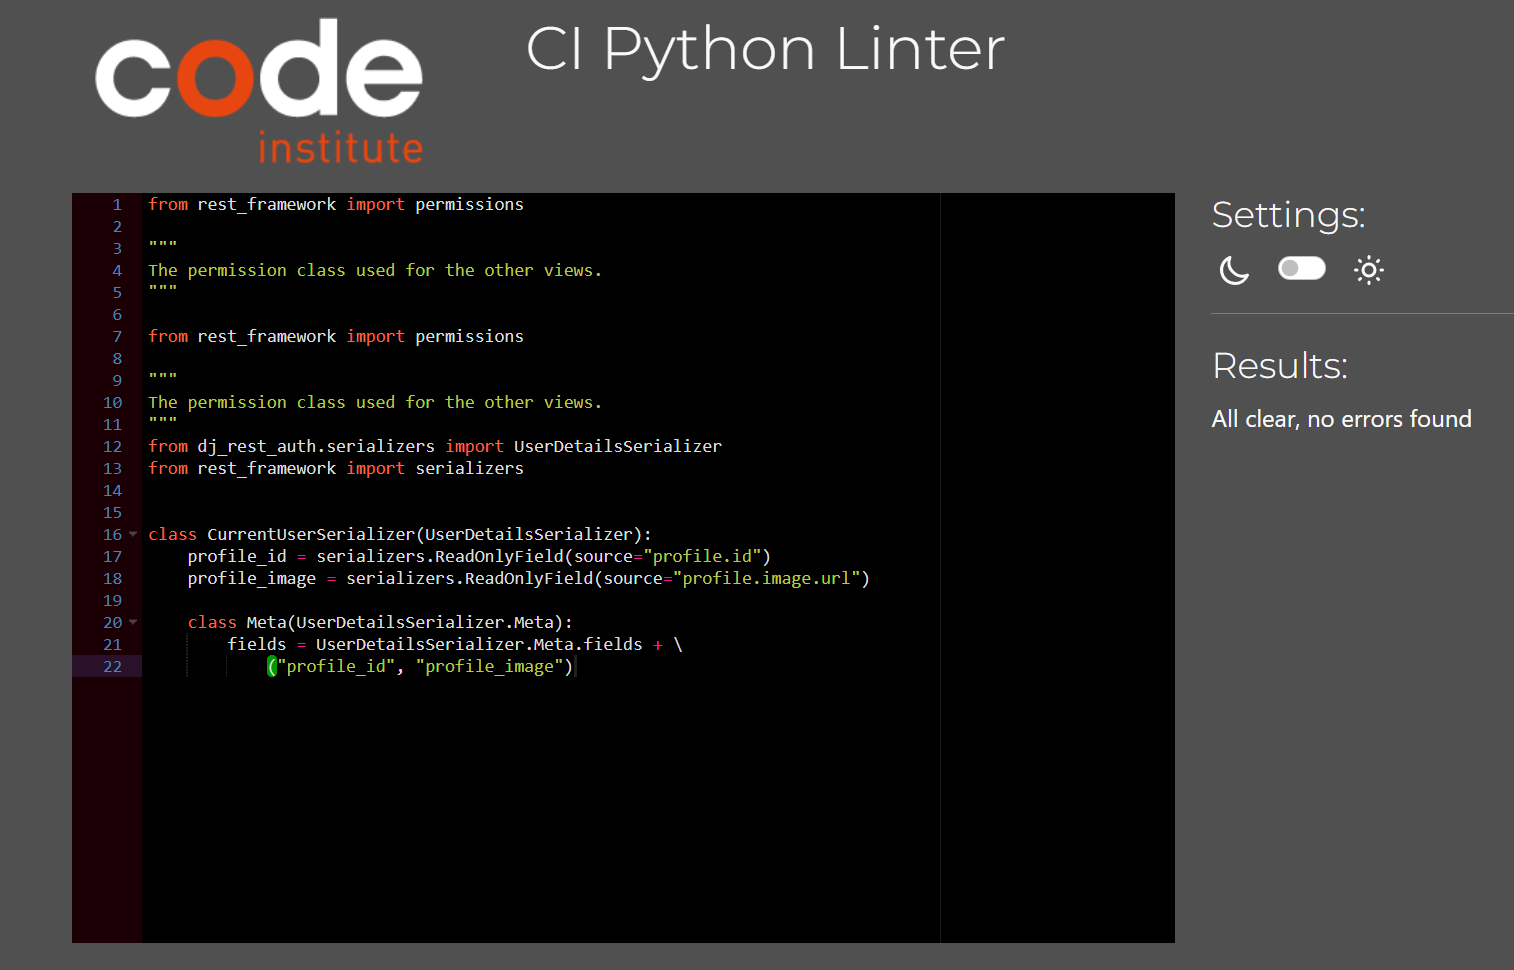 code
institute
CI Python Linter
1 from rest_framework import permissions
2
3 """
4 The permission class used for the other views.
5 """
6
7 from rest_framework import permissions
8
9 """
10 The permission class used for the other views.
11 """
12 from dj_rest_auth.serializers import UserDetailsSerializer
13 from rest_framework import serializers
14
15
16 class CurrentUserSerializer(UserDetailsSerializer):
17     profile_id = serializers.ReadOnlyField(source="profile.id")
18     profile_image = serializers.ReadOnlyField(source="profile.image.url")
19
20     class Meta(UserDetailsSerializer.Meta):
21         fields = UserDetailsSerializer.Meta.fields + \
22             ("profile_id", "profile_image")
Settings:
Results:
All clear, no errors found